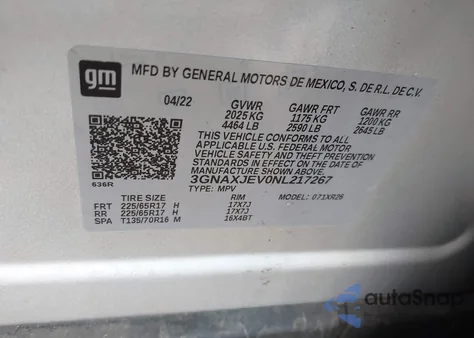 gm
MFD BY GENERAL MOTORS DE MEXICO, S. DE R.L. DE C.V.
04/22 GVWR GAWR FRT GAWR RR
2025 KG 1175 KG 1200 KG
4464 LB 2590 LB 2645 LB
THIS VEHICLE CONFORMS TO ALL
APPLICABLE U.S. FEDERAL MOTOR
VEHICLE SAFETY AND THEFT PREVENTION
STANDARDS IN EFFECT ON THE DATE OF
MANUFACTURE SHOWN ABOVE.
3GNAXJEV0NL217267
636R TYPE: MPV MODEL: 071XR26
TIRE SIZE RIM
FRT 225/65R17 H 17X7J
RR 225/65R17 H 17X7J
SPA T135/70R16 M 16X4BT
autoSnap